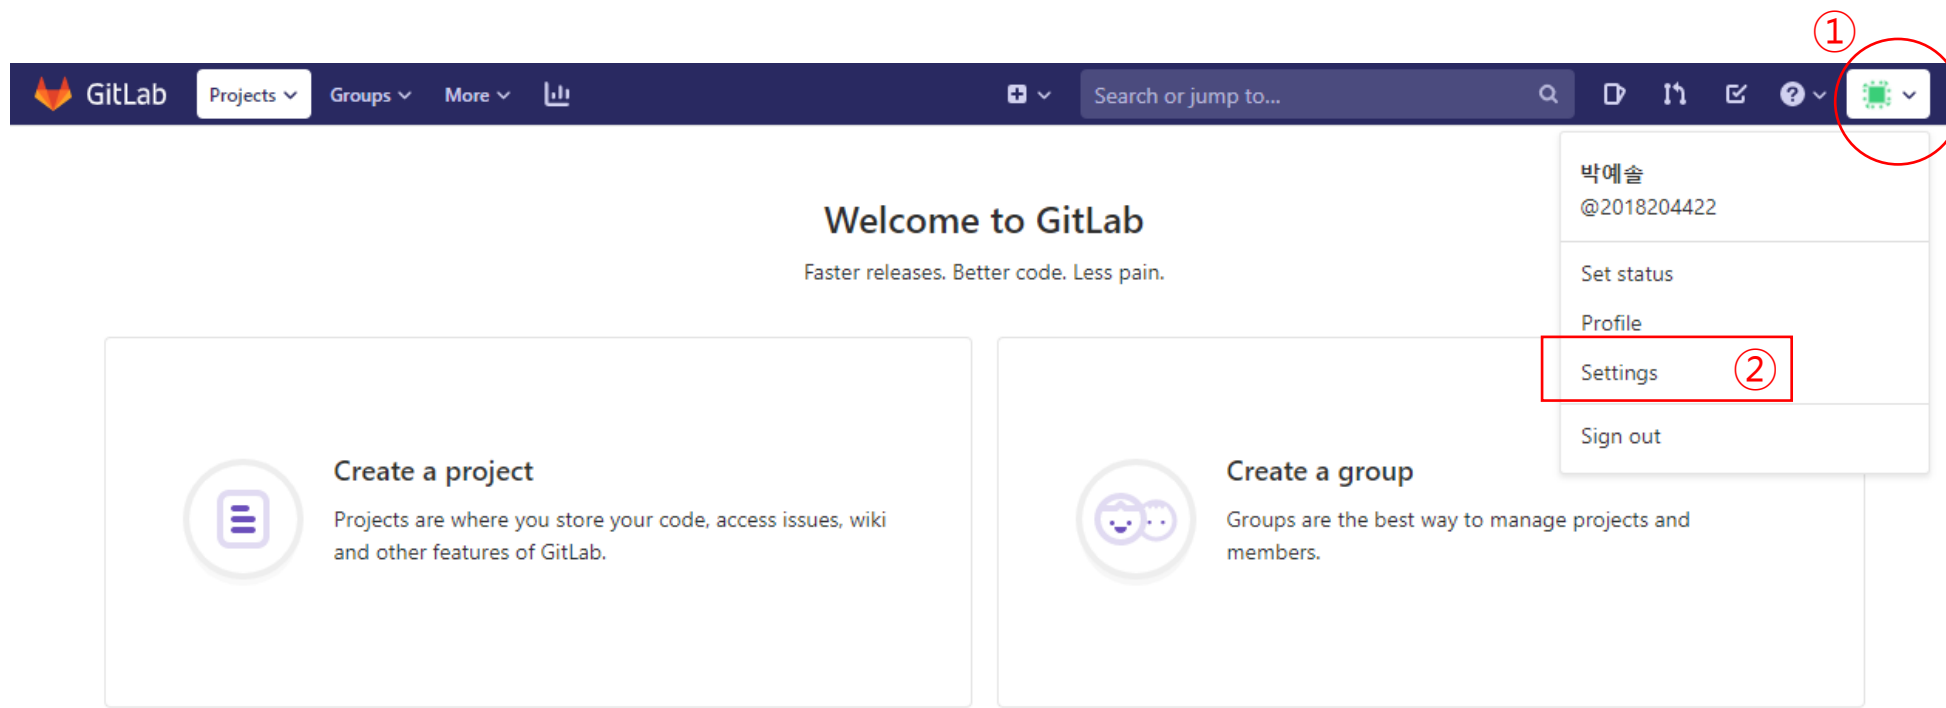 ①
GitLab Projects Groups More Search or jump to...
박예솔
@2018204422
Set status
Profile
Settings ②
Sign out
Welcome to GitLab
Faster releases. Better code. Less pain.
Create a project
Projects are where you store your code, access issues, wiki
and other features of GitLab.
Create a group
Groups are the best way to manage projects and
members.